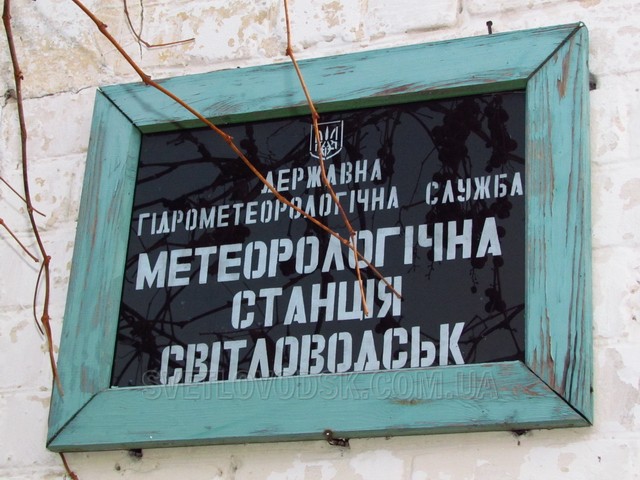 ДЕРЖАВНА
ГІДРОМЕТЕОРОЛОГІЧНА СЛУЖБА
МЕТЕОРОЛОГІЧНА
СТАНЦІЯ
СВІТЛОВОДСЬК
SVETLOVODSK.COM.UA